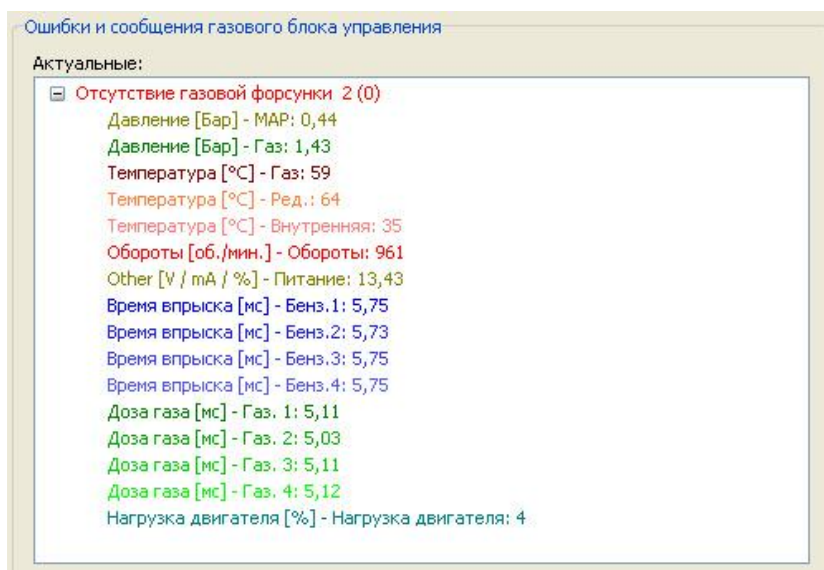 Ошибки и сообщения газового блока управления
Актуальные:
Отсутствие газовой форсунки 2 (0)
Давление [Бар] - MAP: 0,44
Давление [Бар] - Газ: 1,43
Температура [°C] - Газ: 59
Температура [°C] - Ред.: 64
Температура [°C] - Внутренняя: 35
Обороты [об./мин.] - Обороты: 961
Other [V / mA / %] - Питание: 13,43
Время впрыска [мс] - Бенз.1: 5,75
Время впрыска [мс] - Бенз.2: 5,73
Время впрыска [мс] - Бенз.3: 5,75
Время впрыска [мс] - Бенз.4: 5,75
Доза газа [мс] - Газ. 1: 5,11
Доза газа [мс] - Газ. 2: 5,03
Доза газа [мс] - Газ. 3: 5,11
Доза газа [мс] - Газ. 4: 5,12
Нагрузка двигателя [%] - Нагрузка двигателя: 4